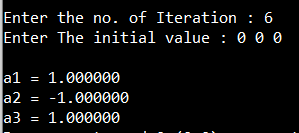 Enter the no. of Iteration : 6
Enter The initial value : 0 0 0
a1 = 1.000000
a2 = -1.000000
a3 = 1.000000